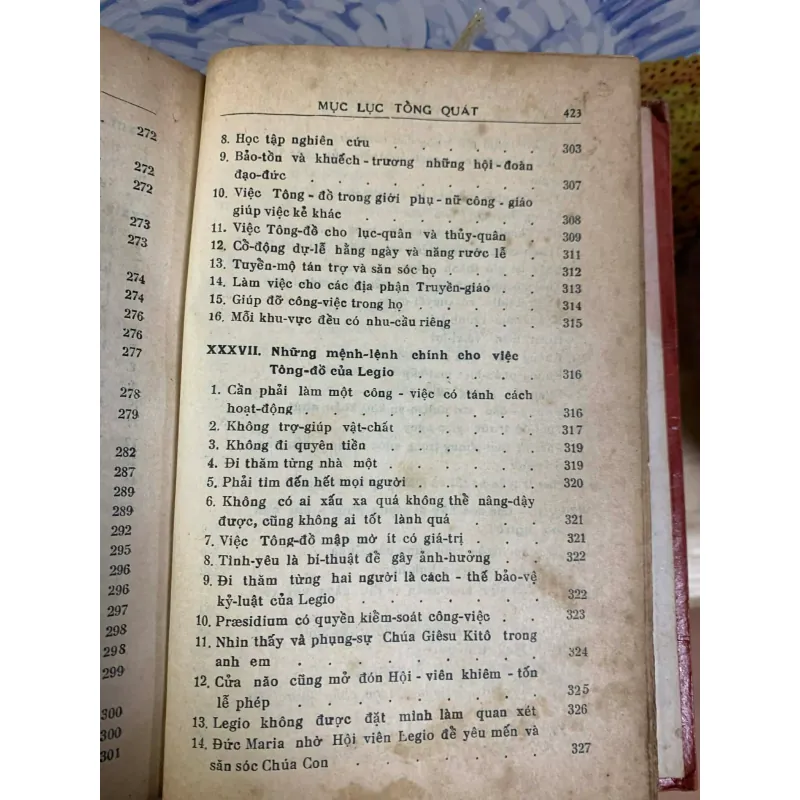 272
272
272
273
273
274
274
276
276
277
278
279
282
287
289
289
292
295
296
296
297
298
298
299
300
300
301
MỤC LỤC TỔNG QUÁT 423
8. Học tập nghiên cứu . . . . . . 303
9. Bảo-tồn và khuếch-trương những hội-đoàn
đạo-đức . . . . . . . . 307
10. Việc Tông-đồ trong giới phụ-nữ công-giáo
giúp việc kẻ khác . . . . . . 308
11. Việc Tông-đồ cho lục-quân và thủy-quân . 309
12. Cổ-động dự-lễ hằng ngày và năng rước lễ . 311
13. Tuyển-mộ tán trợ và săn sóc họ . . . . 312
14. Làm việc cho các địa phận Truyền-giáo . . 313
15. Giúp đỡ công-việc trong họ . . . . 314
16. Mỗi khu-vực đều có nhu-cầu riêng . . . 315
XXXVII. Những mệnh-lệnh chính cho việc
Tông-đồ của Legio . . . . . 316
1. Cần phải làm một công-việc có tánh cách
hoạt-động . . . . . . . . 316
2. Không trợ-giúp vật-chất . . . . . 317
3. Không đi quyên tiền . . . . . . 319
4. Đi thăm từng nhà một . . . . . 319
5. Phải tìm đến hết mọi người . . . . 320
6. Không có ai xấu xa quá không thể nâng-dậy
được, cũng không ai tốt lành quá . . . 321
7. Việc Tông-đồ mập mờ ít có giá-trị . . . 321
8. Tình-yêu là bí-thuật để gây ảnh-hưởng . . 322
9. Đi thăm từng hai người là cách-thế bảo-vệ
kỷ-luật của Legio . . . . . . 322
10. Præsidium có quyền kiểm-soát công-việc . . 323
11. Nhìn thấy và phụng-sự Chúa Giêsu Kitô trong
anh em . . . . . . . . 324
12. Cửa nào cũng mở đón Hội-viên khiêm-tốn
lễ phép . . . . . . . . 325
13. Legio không được đặt mình làm quan xét 326
14. Đức Maria nhờ Hội viên Legio để yêu mến và
săn sóc Chúa Con . . . . . . 327